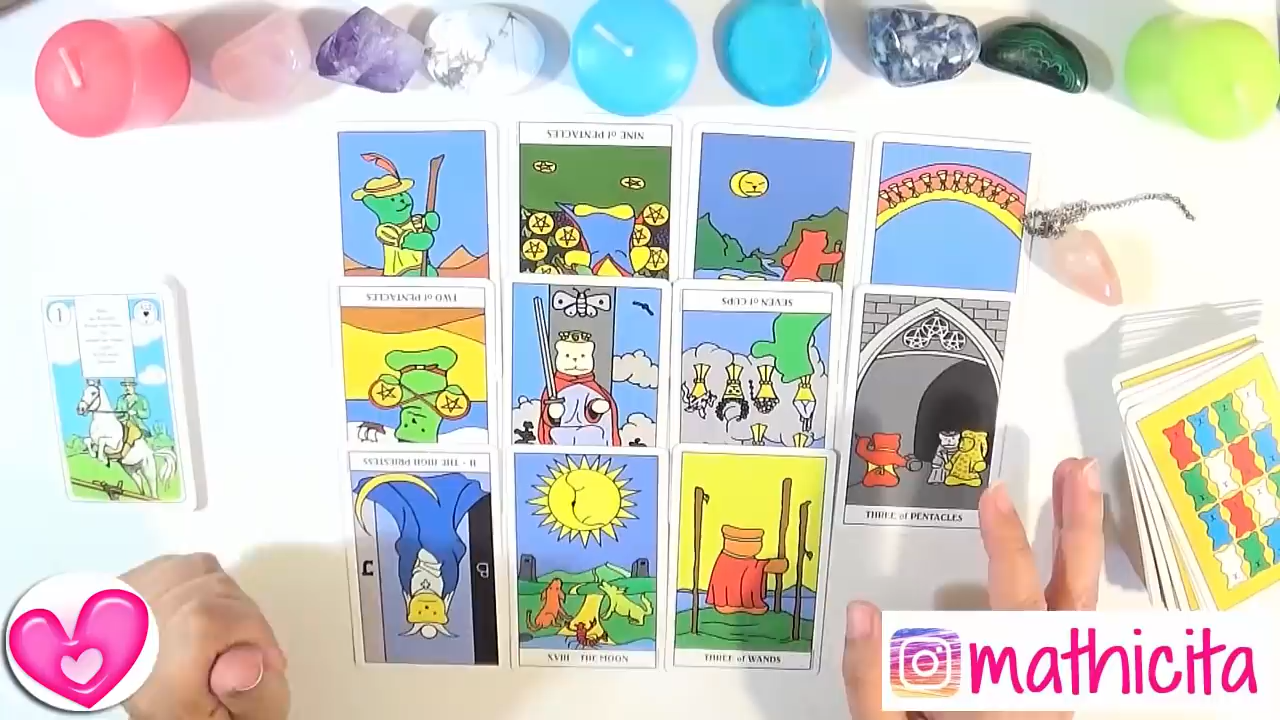 NINE of PENTACLES
TWO of PENTACLES
SEVEN of CUPS
1
II - THE HIGH PRIESTESS
J
B
THREE of PENTACLES
XVIII THE MOON
THREE of WANDS
mathicita